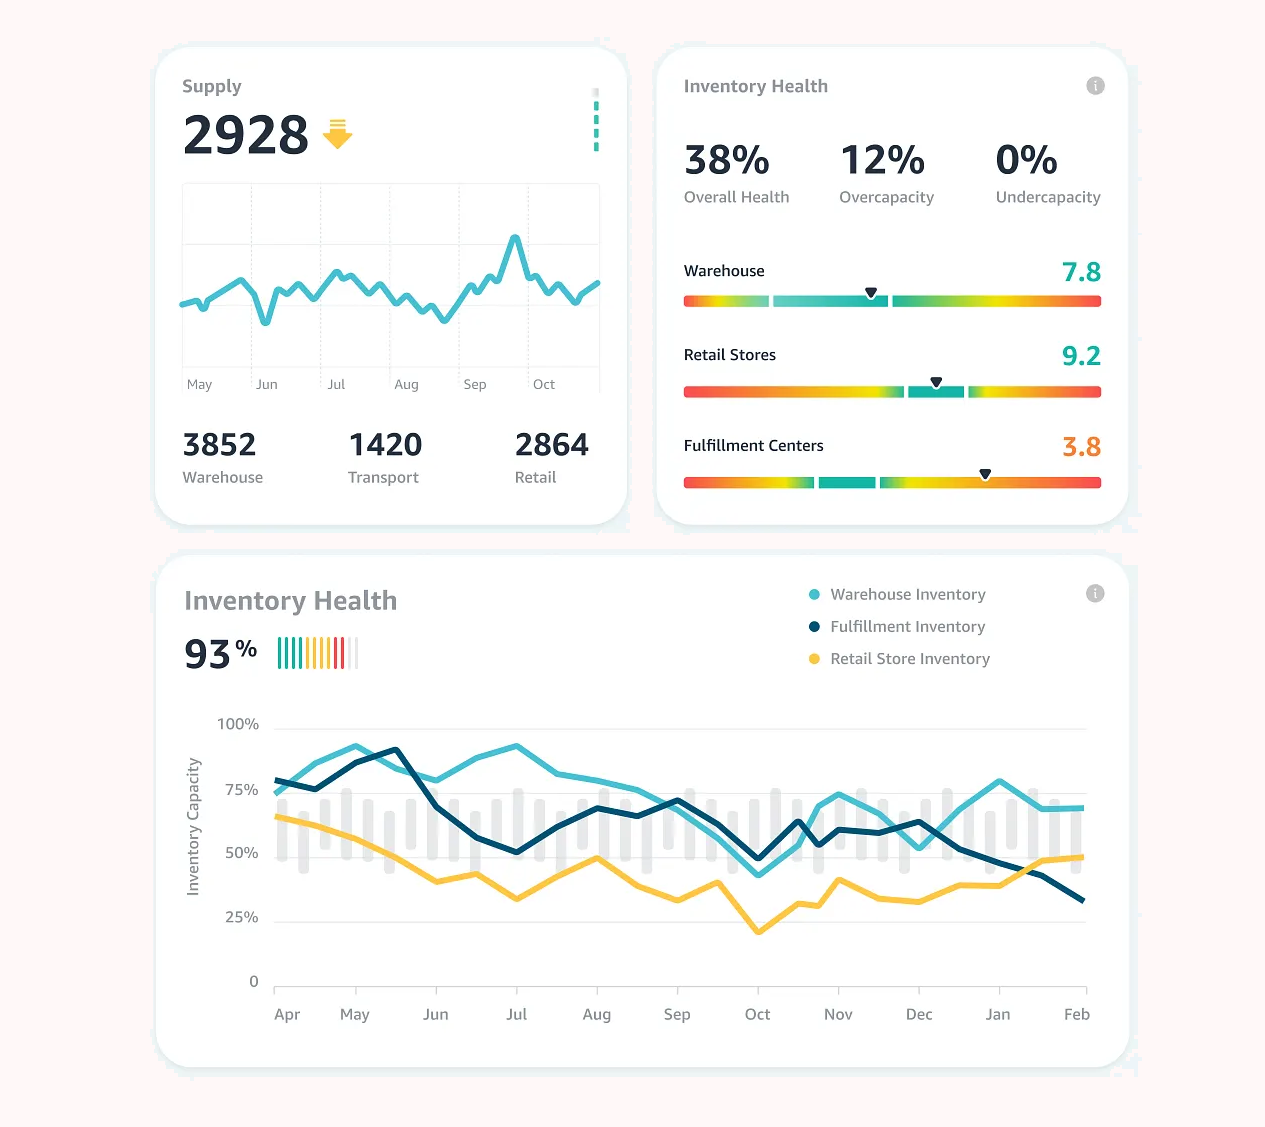 Supply
2928
May Jun Jul Aug Sep Oct
3852 1420 2864
Warehouse Transport Retail
Inventory Health
i
38% 12% 0%
Overall Health Overcapacity Undercapacity
Warehouse 7.8
Retail Stores 9.2
Fulfillment Centers 3.8
Inventory Health
93%
Warehouse Inventory
Fulfillment Inventory
Retail Store Inventory
i
Inventory Capacity
100%
75%
50%
25%
0
Apr May Jun Jul Aug Sep Oct Nov Dec Jan Feb